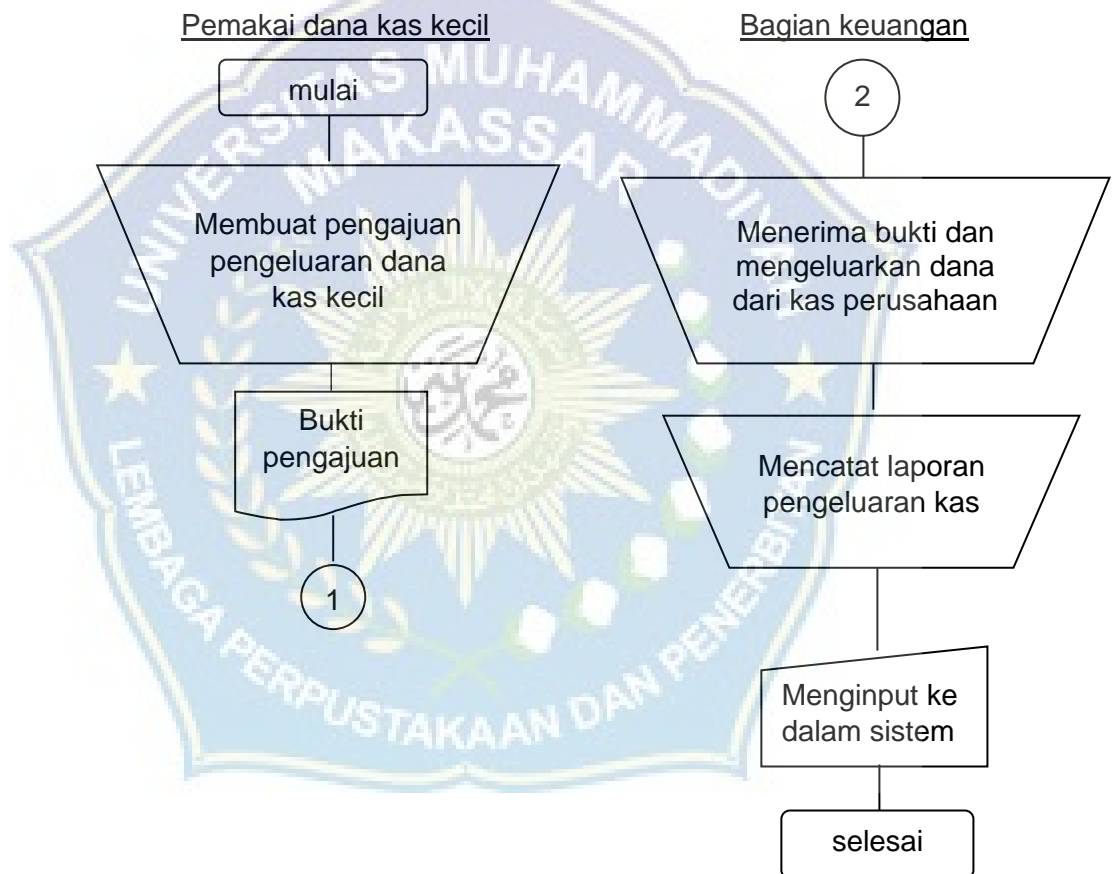 Pemakai dana kas kecil
mulai
Membuat pengajuan
pengeluaran dana
kas kecil
Bukti
pengajuan
1
Bagian keuangan
2
Menerima bukti dan
mengeluarkan dana
dari kas perusahaan
Mencatat laporan
pengeluaran kas
Menginput ke
dalam sistem
selesai
UNIVERSITAS MUHAMMADIYAH
MAKASSAR
LEMBAGA PERPUSTAKAAN DAN PENERBITAN